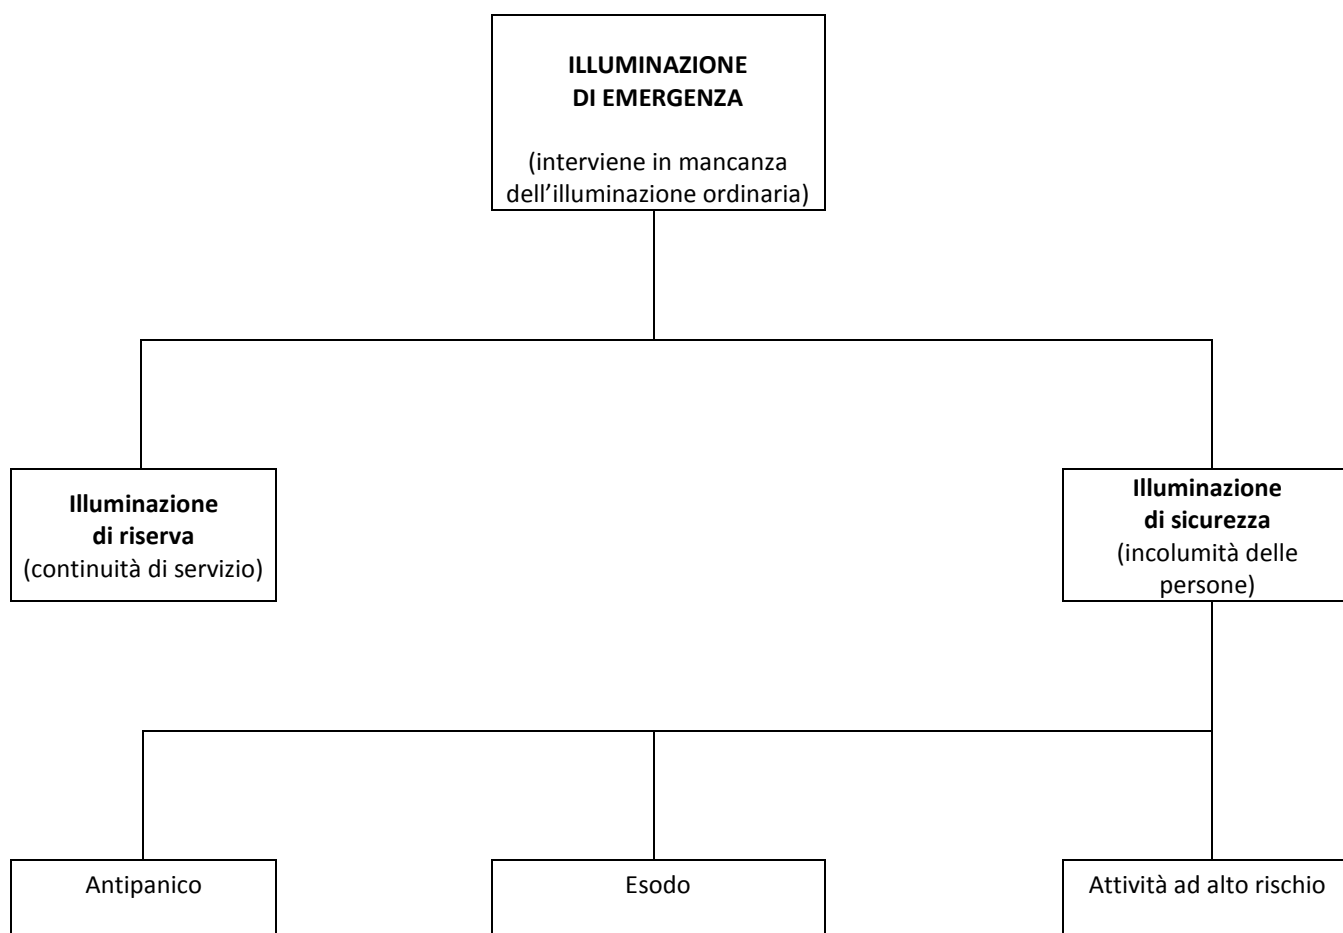 ILLUMINAZIONE
DI EMERGENZA
(interviene in mancanza
dell’illuminazione ordinaria)
Illuminazione
di riserva
(continuità di servizio)
Illuminazione
di sicurezza
(incolumità delle
persone)
Antipanico
Esodo
Attività ad alto rischio